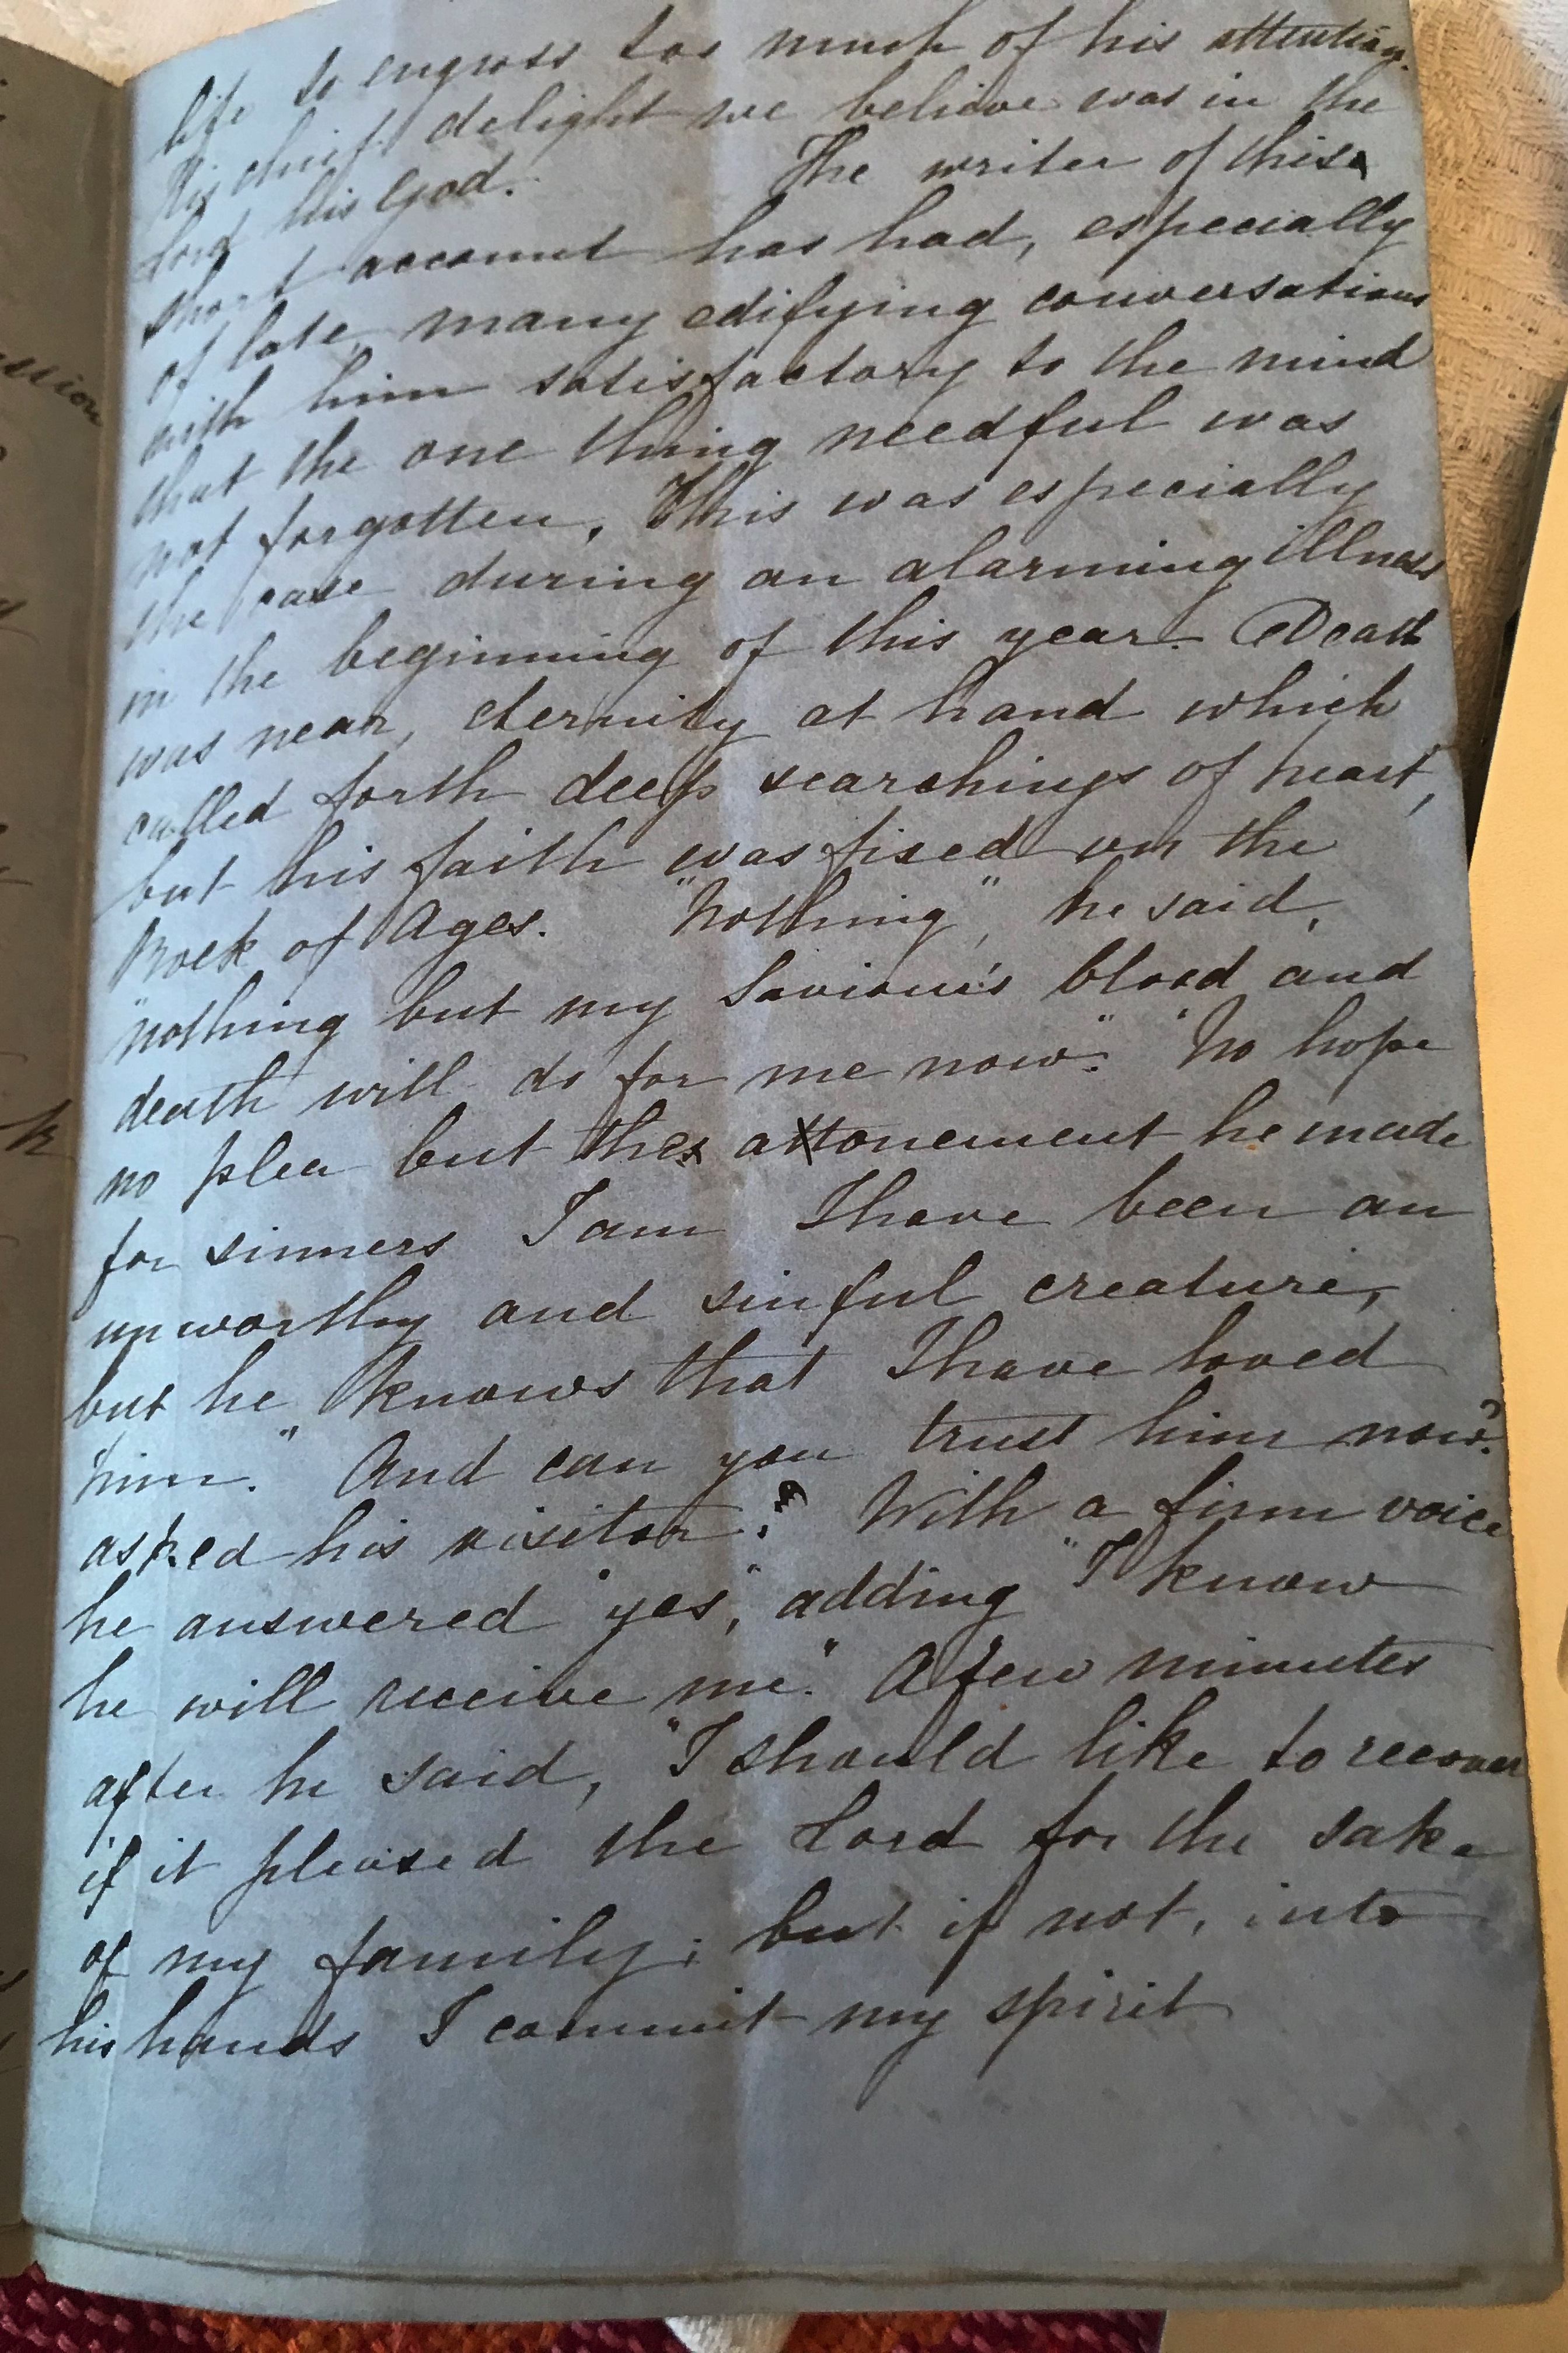 life to engross too much of his attention.
His chief delight we believe was in the
Lord his God. The writer of this
short account has had, especially
of late, many edifying conversations
with him satisfactory to the mind
that the one thing needful was
not forgotten. This was especially
the case during an alarming illness
in the beginning of this year. Death
was near, eternity at hand which
called forth deep searchings of heart,
but his faith was fixed on the
Rock of Ages. "Nothing", he said,
"nothing but my Saviour's blood and
death will do for me now." "No hope
no plea but the attonement he made
for sinners I am I have been an
unworthy and sinful creature,
but he knows that I have loved
him." And can you trust him now?
asked his visitor? With a firm voice
he answered "yes," adding "I know
he will receive me." A few minutes
after he said, "I should like to recover
if it pleased the Lord for the sake
of my family; but if not, into
his hands I commit my spirit